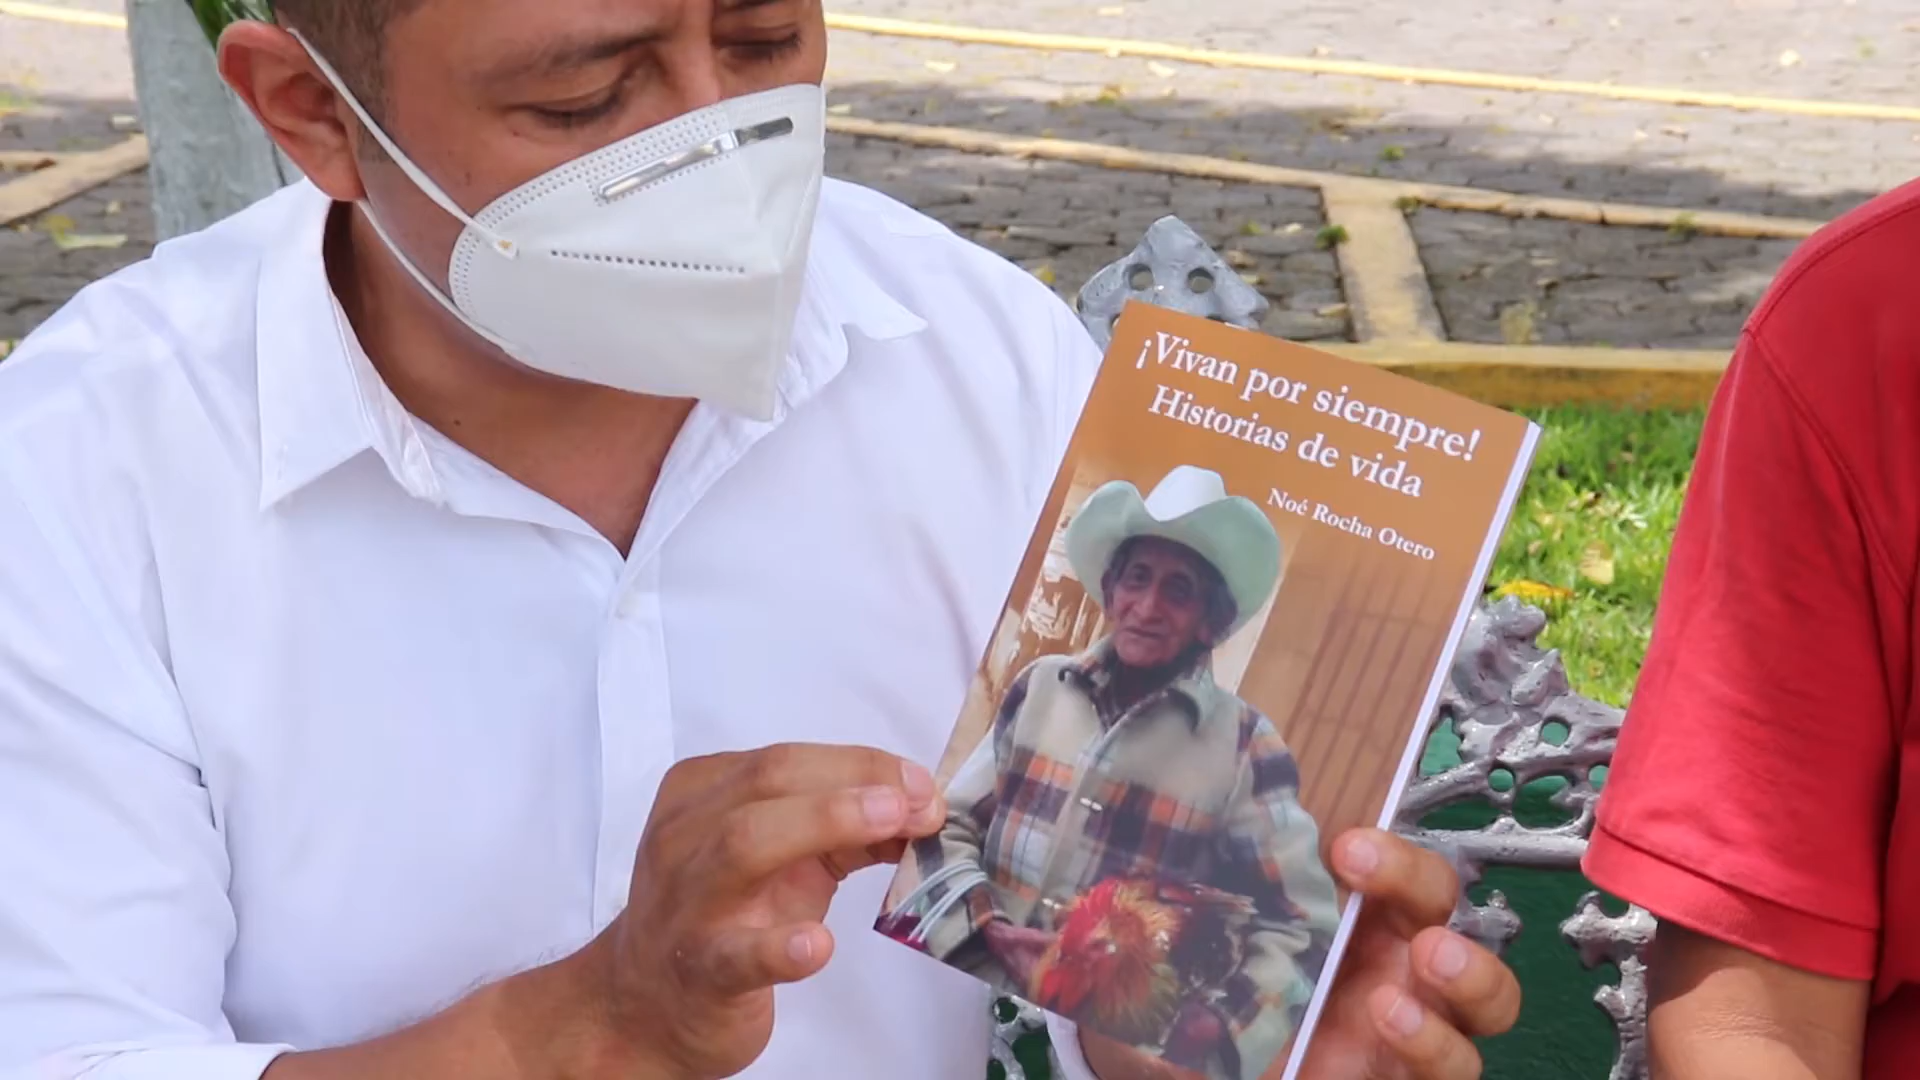 ¡Vivan por siempre!
Historias de vida
Noé Rocha Otero